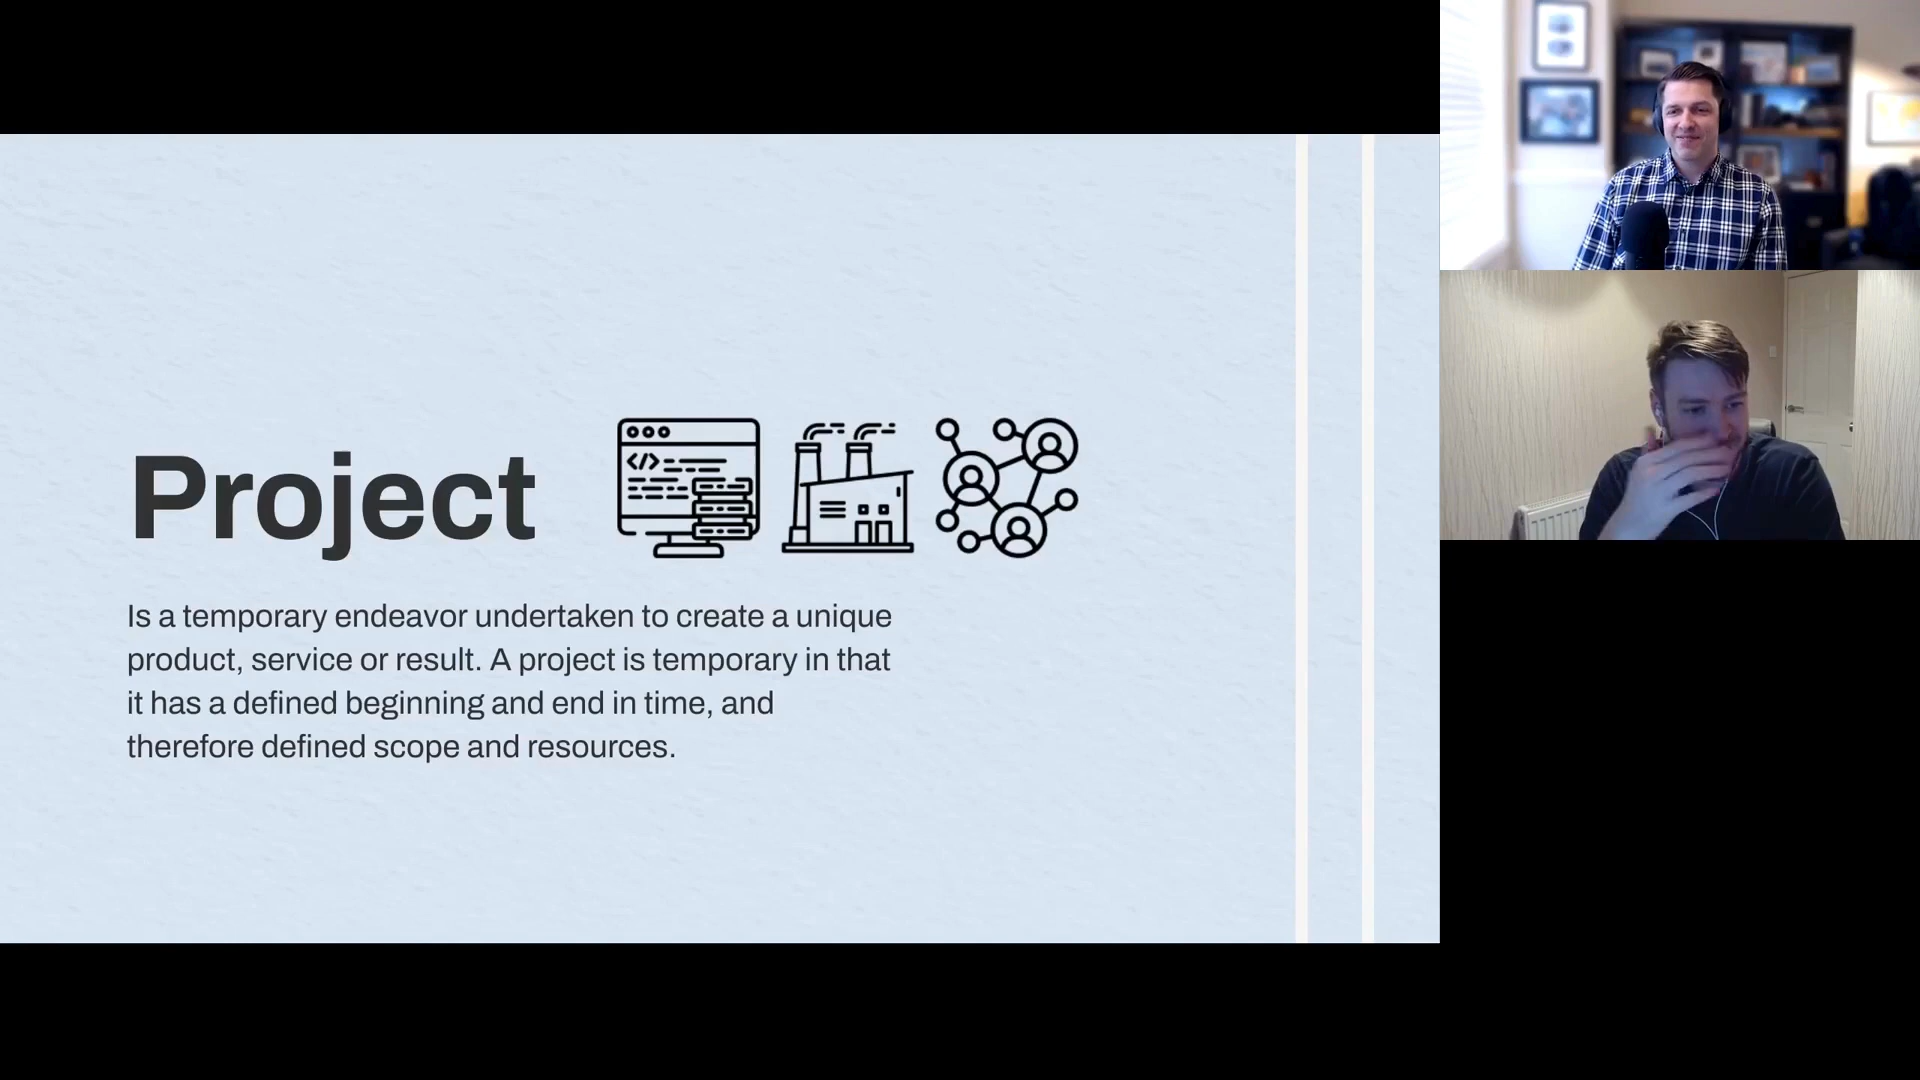 Project
</>
Is a temporary endeavor undertaken to create a unique
product, service or result. A project is temporary in that
it has a defined beginning and end in time, and
therefore defined scope and resources.